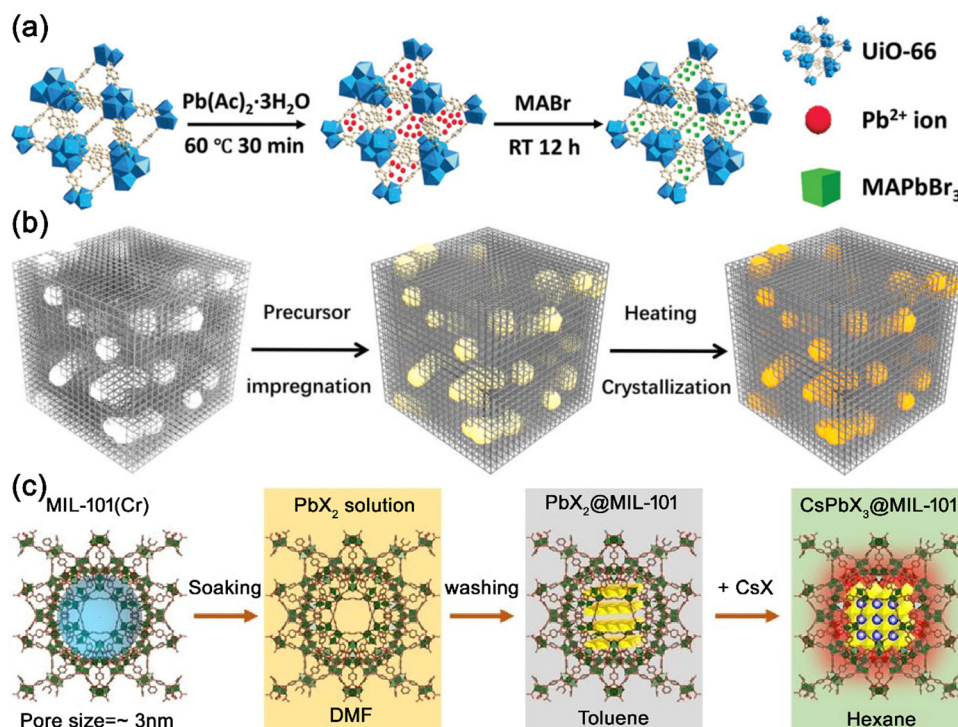 (a)
Pb(Ac)₂·3H₂O
60 ℃ 30 min
MABr
RT 12 h
UiO-66
Pb²⁺ ion
MAPbBr₃
(b)
Precursor
impregnation
Heating
Crystallization
(c)
MIL-101(Cr)
Pore size=~ 3nm
Soaking
PbX₂ solution
DMF
washing
PbX₂@MIL-101
Toluene
+ CsX
CsPbX₃@MIL-101
Hexane